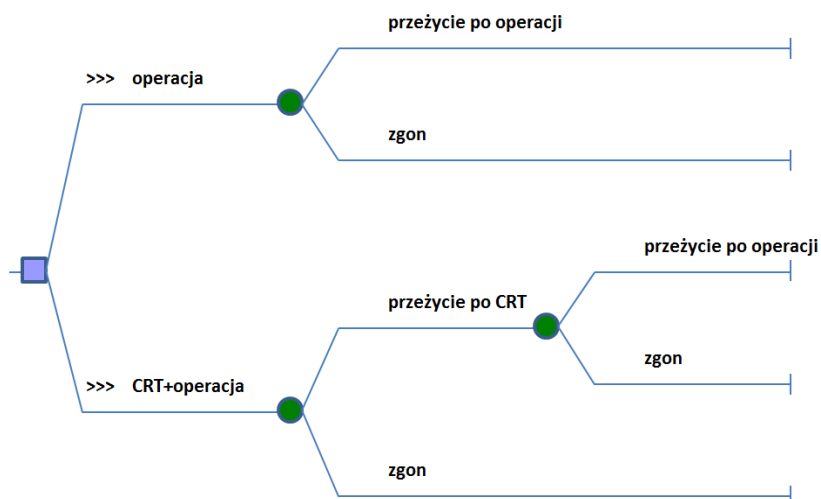 przeżycie po operacji
>>> operacja
zgon
przeżycie po operacji
przeżycie po CRT
zgon
>>> CRT+operacja
zgon